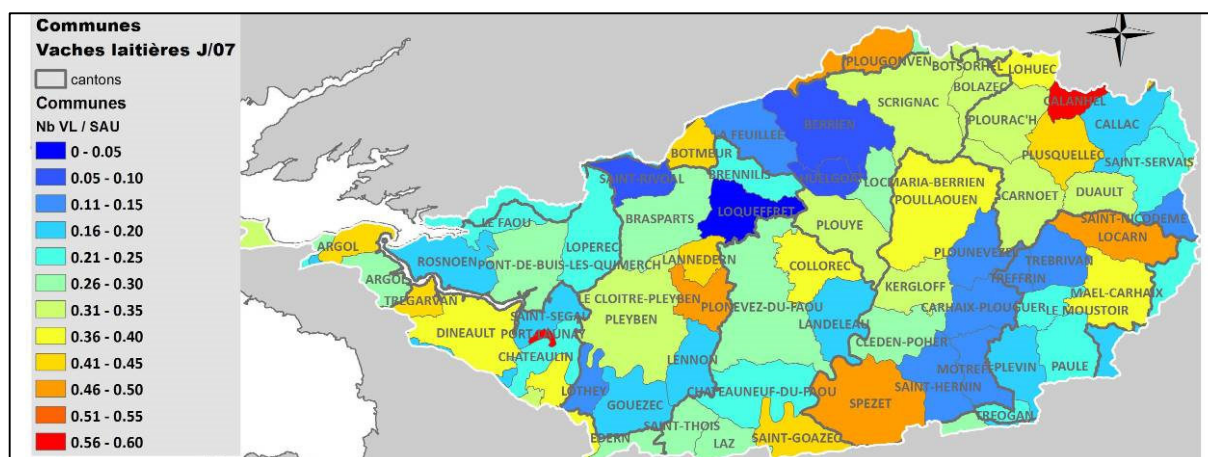 Communes
Vaches laitières J/07
cantons
Communes
Nb VL / SAU
0 - 0.05
0.05 - 0.10
0.11 - 0.15
0.16 - 0.20
0.21 - 0.25
0.26 - 0.30
0.31 - 0.35
0.36 - 0.40
0.41 - 0.45
0.46 - 0.50
0.51 - 0.55
0.56 - 0.60
PLOUGONVEN
BOTSORHEL
LOHUEC
BOLAZEC
SCRIGNAC
CALANHEL
PLOURAC'H
CALLAC
BERRIEN
LA FEUILLEE
BOTMEUR
PLUSQUELLEC
SAINT-SERVAIS
BRENNILIS
HUELGOAT
SAINT-RIVOAL
LOCMARIA-BERRIEN
POULLAOUEN
CARNOET
DUAULT
LOQUEFFRET
BRASPARTS
PLOUYE
SAINT-NICODEME
LOCARN
LE FAOU
ARGOL
LOPEREC
ROSNOEN
PONT-DE-BUIS-LES-QUIMERCH
LANNEDERN
COLLOREC
PLOUNEVEZEL
TREBRIVAN
TREFFRIN
ARGOL
TREGARVAN
KERGLOFF
MAEL-CARHAIX
LE CLOITRE-PLEYBEN
PLEYBEN
PLONEVEZ-DU-FAOU
CARHAIX-PLOUGUER
LE MOUSTOIR
SAINT-SEGAL
PORT-LAUNAY
LANDELEAU
DINEAULT
CLEDEN-POHER
CHATEAULIN
LENNON
MOTREFF
PLEVIN
PAULE
LOTHEY
CHATEAUNEUF-DU-FAOU
SAINT-HERNIN
GOUEZEC
SPEZET
TREOGAN
SAINT-THOIS
EDERN
LAZ
SAINT-GOAZEC